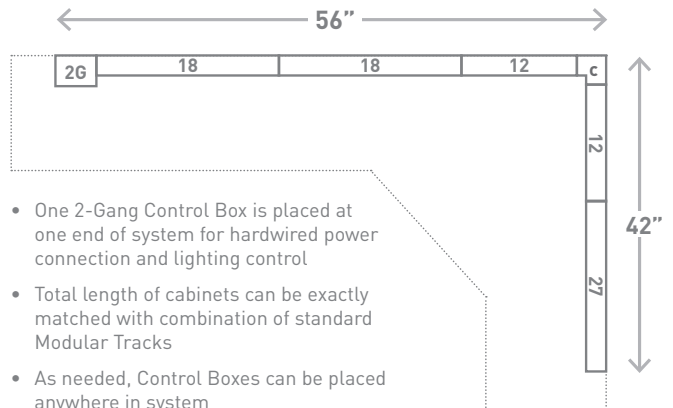 56”
2G 18 18 12 c
12
42”
27
• One 2-Gang Control Box is placed at
one end of system for hardwired power
connection and lighting control
• Total length of cabinets can be exactly
matched with combination of standard
Modular Tracks
• As needed, Control Boxes can be placed
anywhere in system